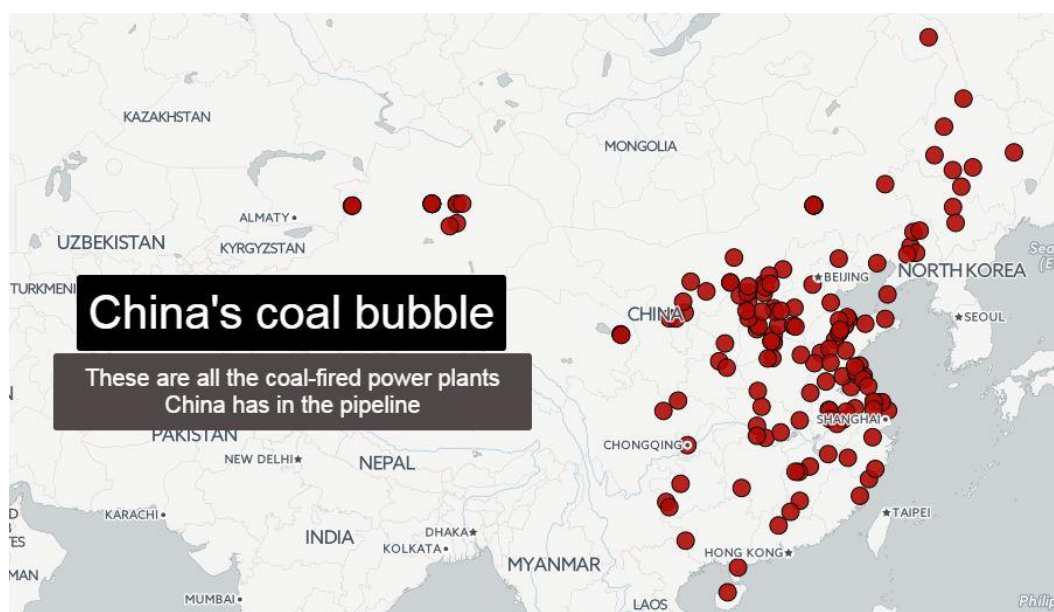 KAZAKHSTAN
MONGOLIA
ALMATY
UZBEKISTAN
KYRGYZSTAN
BEIJING
NORTH KOREA
TURKMENI
China's coal bubble
CHINA
SEOUL
These are all the coal-fired power plants
China has in the pipeline
SHANGHAI
PAKISTAN
CHONGQING
NEW DELHI
NEPAL
KARACHI
TAIPEI
INDIA
DHAKA
KOLKATA
MYANMAR
HONG KONG
MAN
MUMBAI
LAOS
Philip